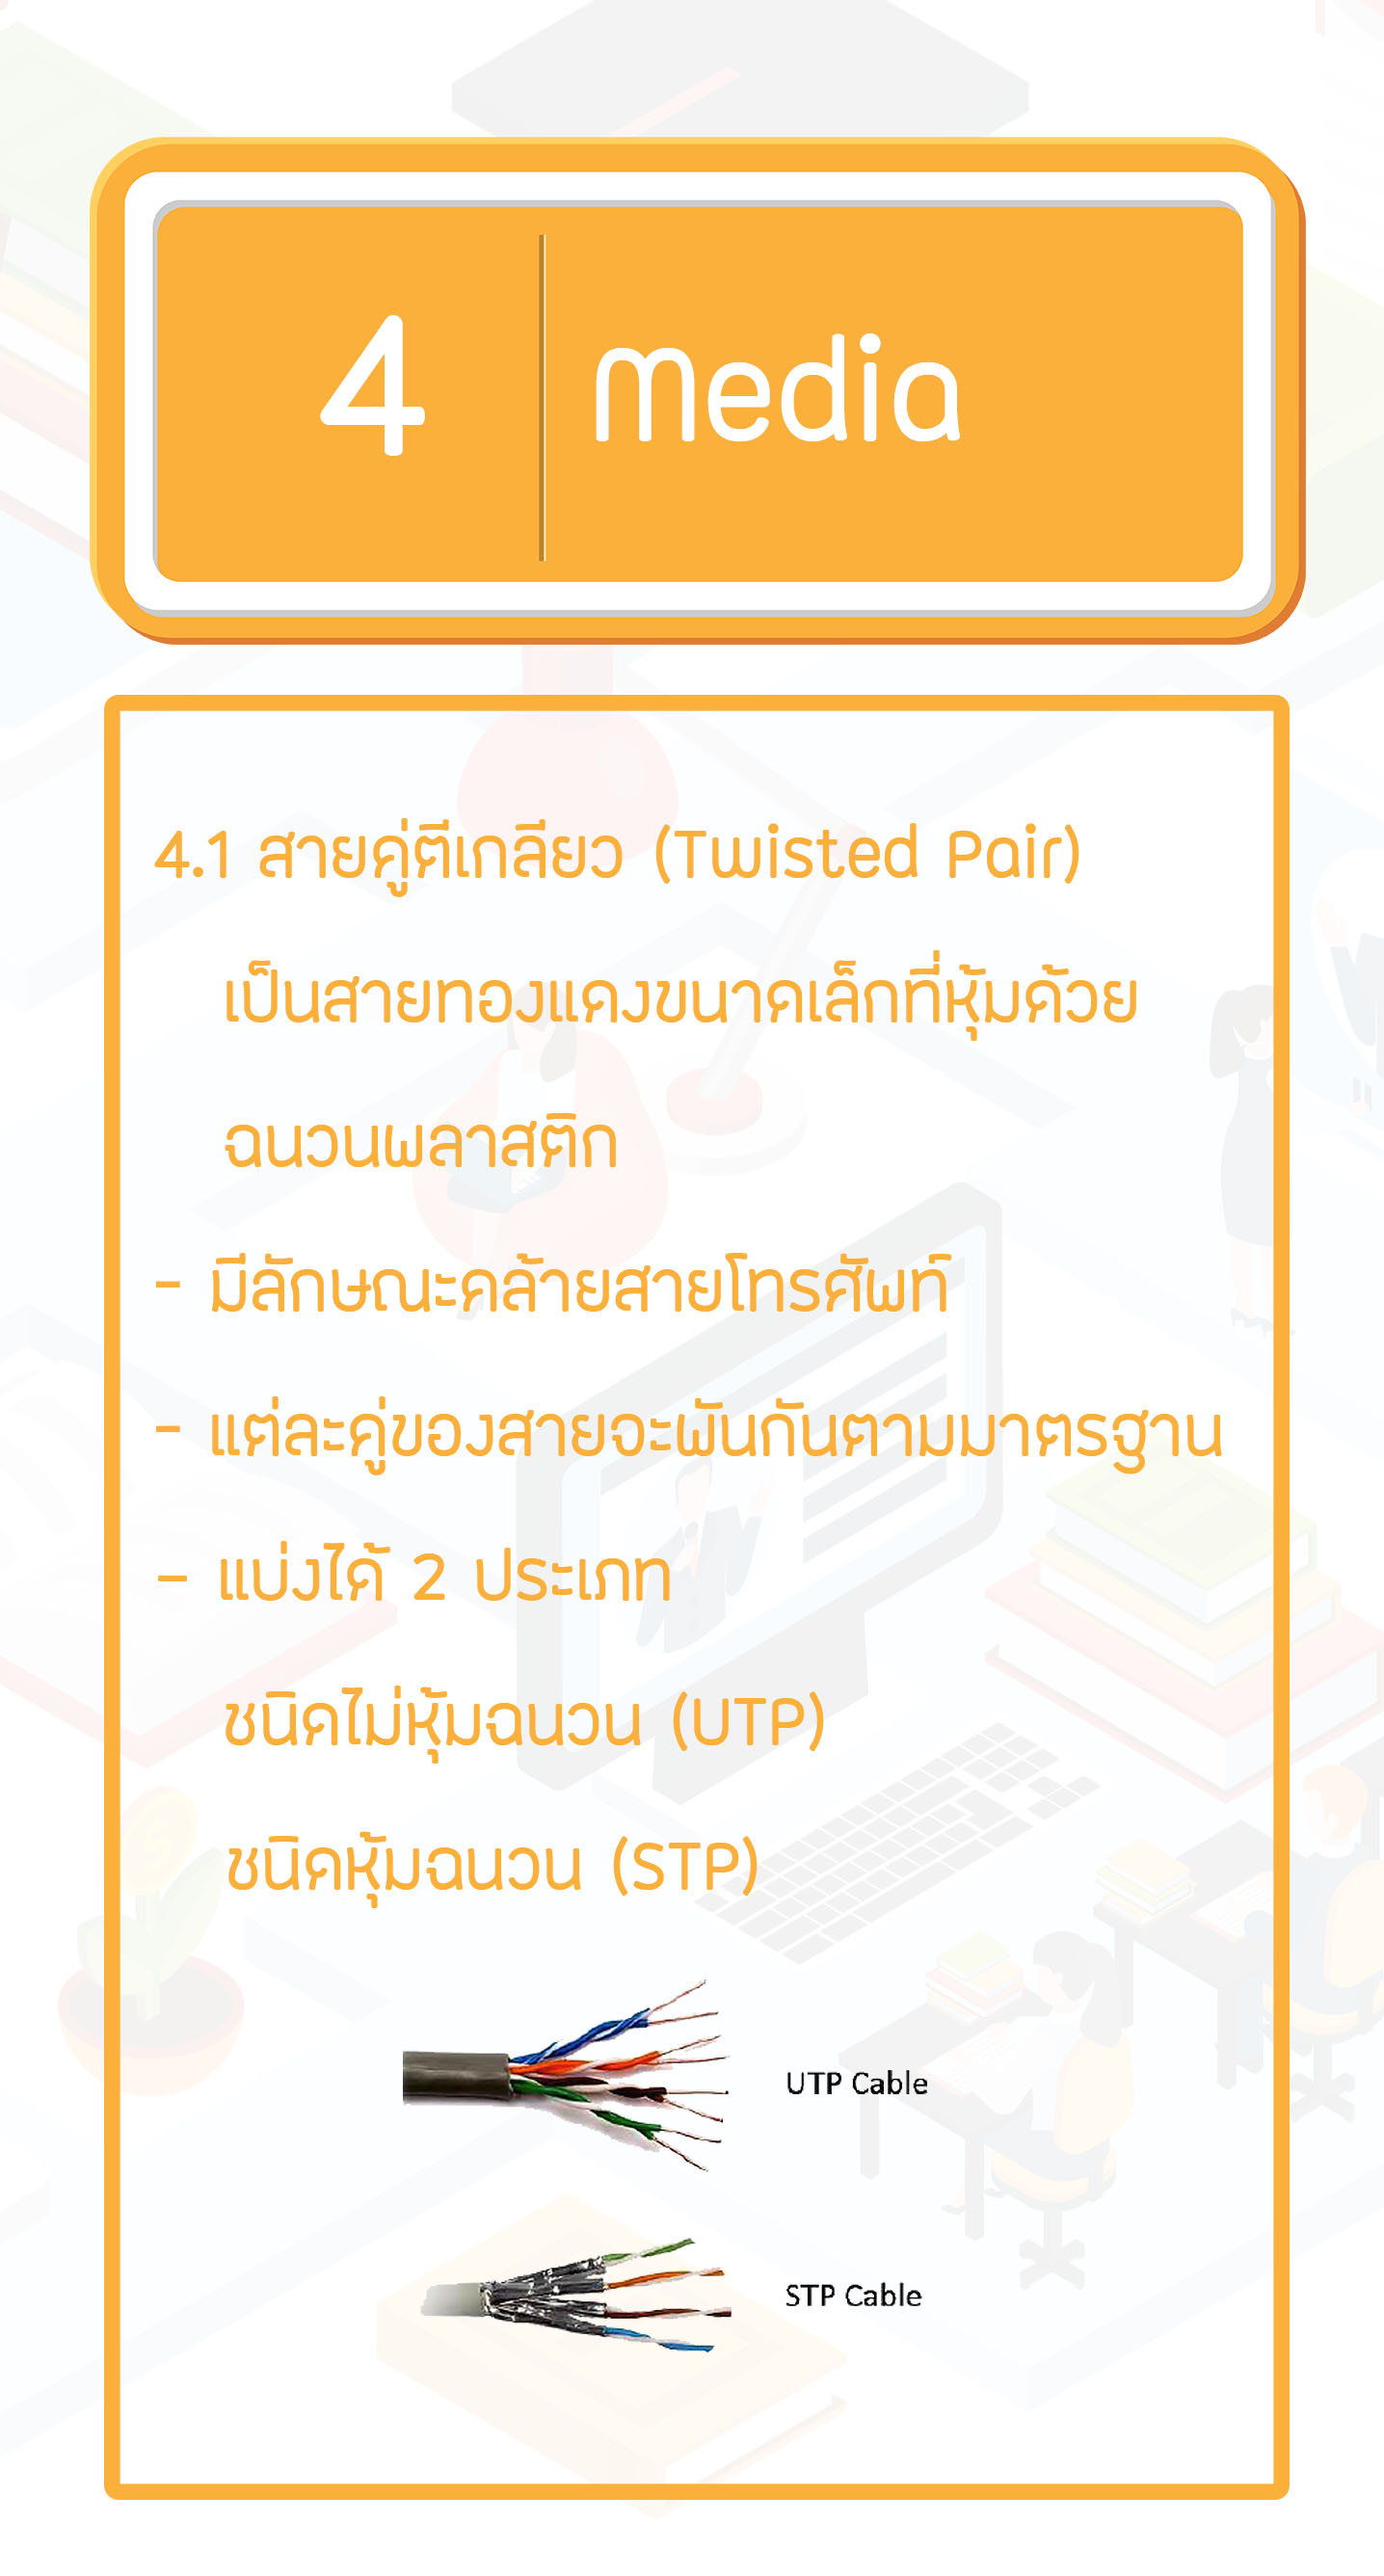 4
Media
4.1 สายคู่ตีเกลียว (Twisted Pair)
เป็นสายทองแดงขนาดเล็กที่หุ้มด้วย
ฉนวนพลาสติก
- มีลักษณะคล้ายสายโทรศัพท์
- แต่ละคู่ของสายจะพันกันตามมาตรฐาน
- แบ่งได้ 2 ประเภท
ชนิดไม่หุ้มฉนวน (UTP)
ชนิดหุ้มฉนวน (STP)
UTP Cable
STP Cable